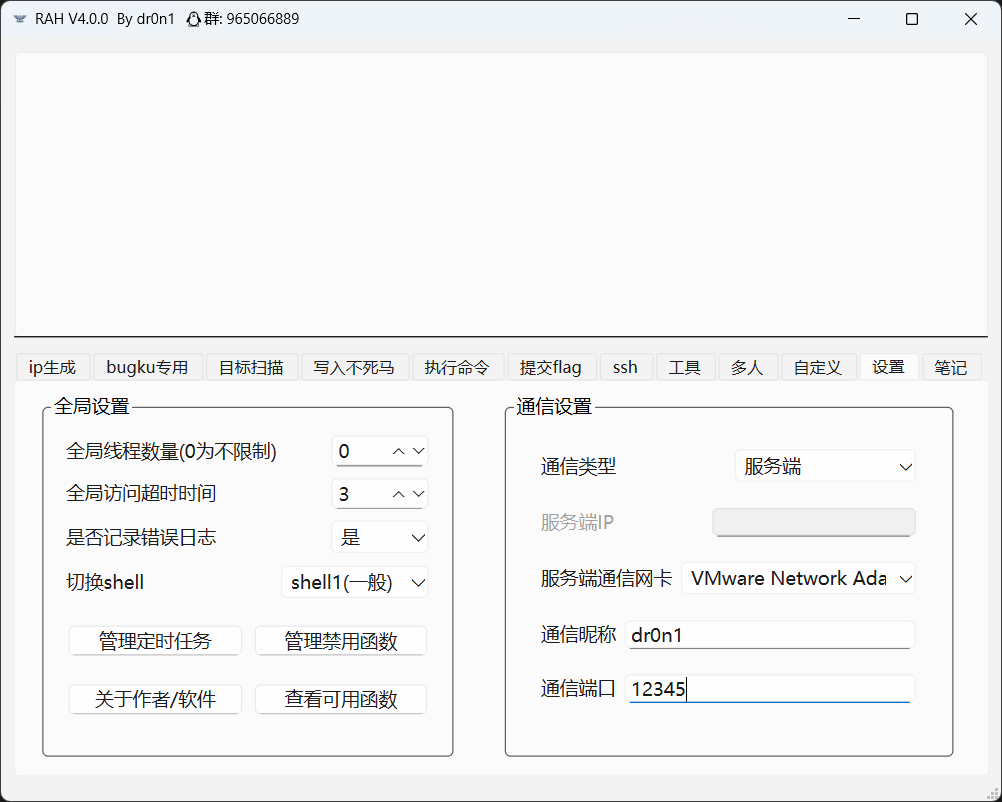 RAH V4.0.0 By dr0n1 群: 965066889
ip生成 bugku专用 目标扫描 写入不死马 执行命令 提交flag ssh 工具 多人 自定义 设置 笔记
全局设置
全局线程数量(0为不限制) 0
全局访问超时时间 3
是否记录错误日志 是
切换shell shell1(一般)
管理定时任务 管理禁用函数
关于作者/软件 查看可用函数
通信设置
通信类型 服务端
服务端IP
服务端通信网卡 VMware Network Ada
通信昵称 dr0n1
通信端口 12345